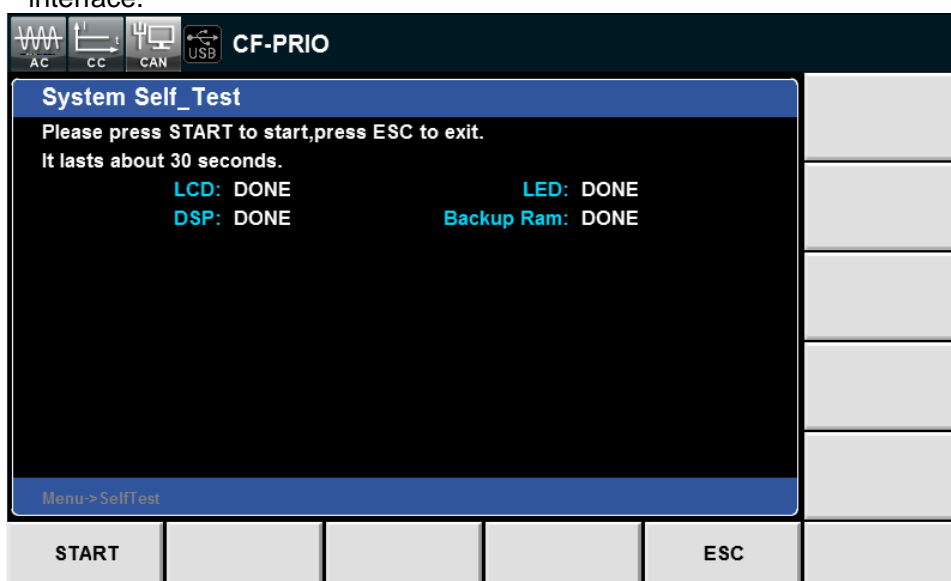 interface.
AC CC CAN USB CF-PRIO
System Self_Test
Please press START to start,press ESC to exit.
It lasts about 30 seconds.
LCD: DONE LED: DONE
DSP: DONE Backup Ram: DONE
Menu->SelfTest
START ESC